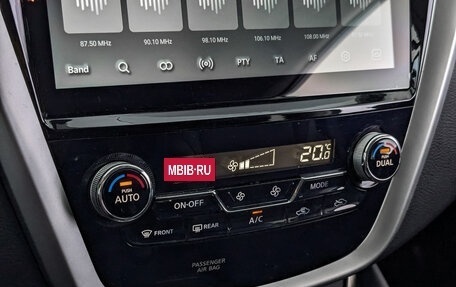 87.50 MHz 90.10 MHz 98.10 MHz 106.10 MHz 108.00 MHz
Band PTY TA AF
MBIB·RU
20.0°C
PUSH AUTO
PUSH DUAL
ON·OFF
MODE
FRONT REAR A/C
PASSENGER
AIR BAG